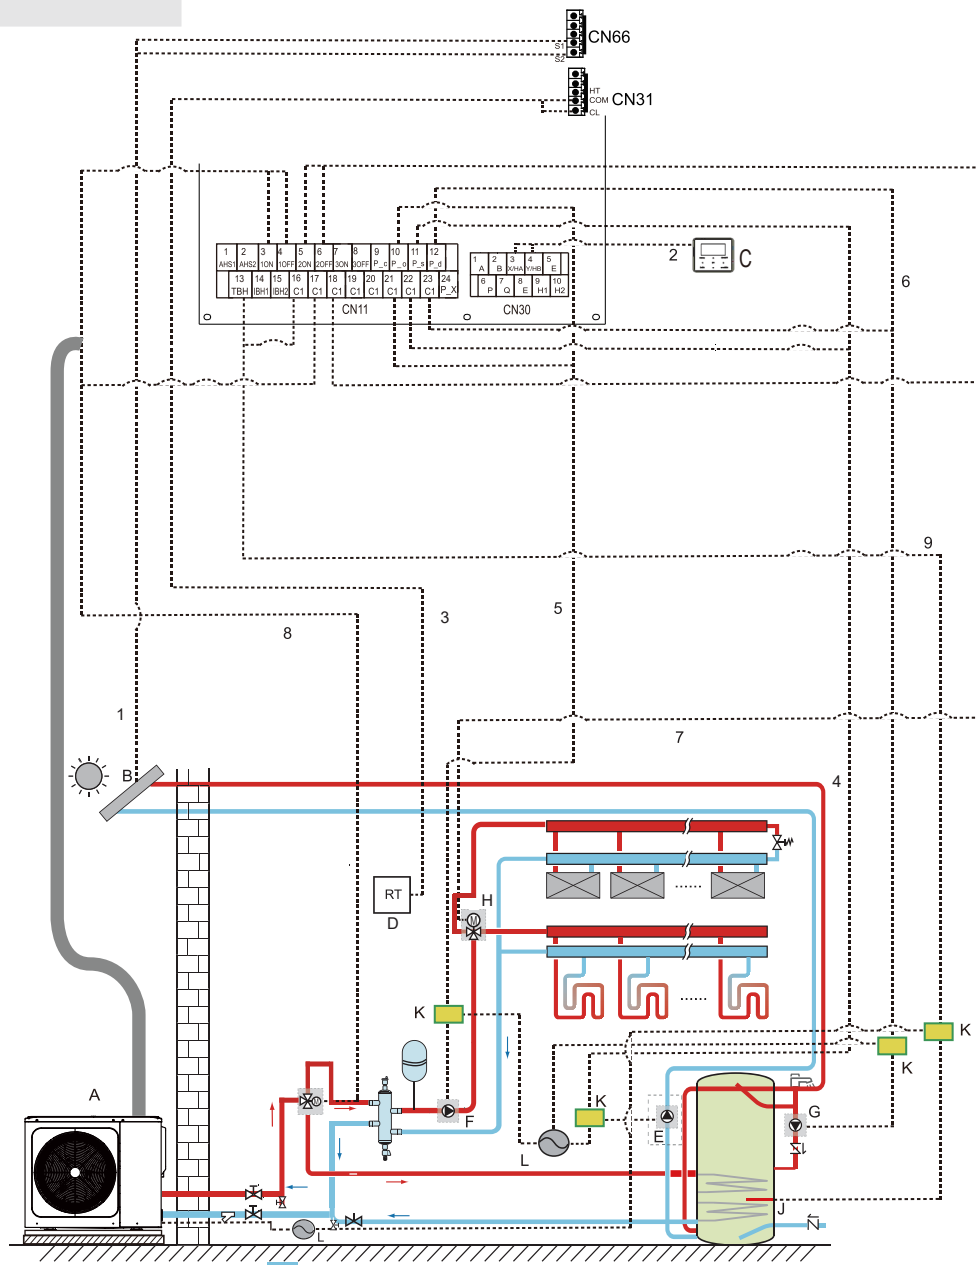 S1
S2
CN66
HT
COM
CL
CN31
1 2 3 4 5 6 7 8 9 10 11 12
AHS1 AHS2 1ON 1OFF 2ON 2OFF 3ON 3OFF P_c P_o P_s P_d
13 14 15 16 17 18 19 20 21 22 23 24
TBH IBH1 IBH2 C1 C1 C1 C1 C1 C1 C1 C1 P_X
CN11
1 2 3 4 5
A B X/HA Y/HB E
6 7 8 9 10
P Q E H1 H2
CN30
2
C
6
9
3
5
8
1
7
B
4
RT
D
H
M
K
K
K
K
A
M
F
E
G
L
J
L